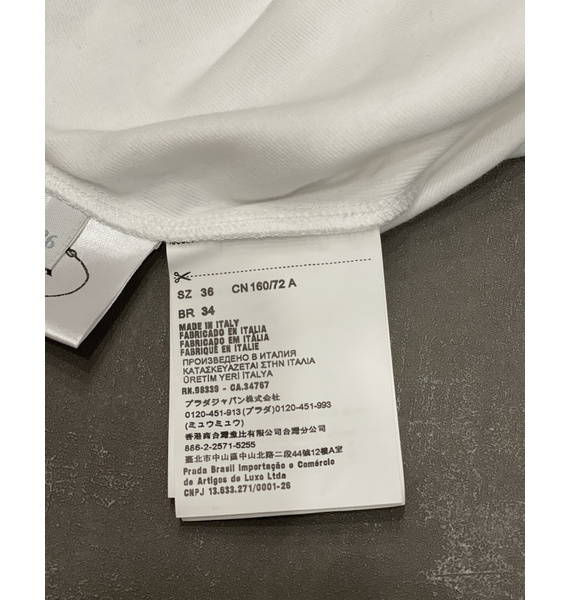 36
SZ 36 CN 160/72 A
BR 34
MADE IN ITALY
FABRICADO EN ITALIA
FABRICADO EM ITÁLIA
FABRIQUÉ EN ITALIE
ПРОИЗВЕДЕНО В ИТАЛИЯ
ΚΑΤΑΣΚΕΥΑΖΕΤΑΙ ΣΤΗΝ ΙΤΑΛΙΑ
ÜRETİM YERİ İTALYA
RN.98339 - CA.34767
プラダジャパン株式会社
0120-451-913(プラダ)0120-451-993
(ミュウミュウ)
香港商台灣魚比有限公司台灣分公司
886-2-2571-5255
臺北市中山區中山北路二段44號12樓A室
Prada Brasil Importação e Comércio
de Artigos de Luxo Ltda
CNPJ 13.633.271/0001-26